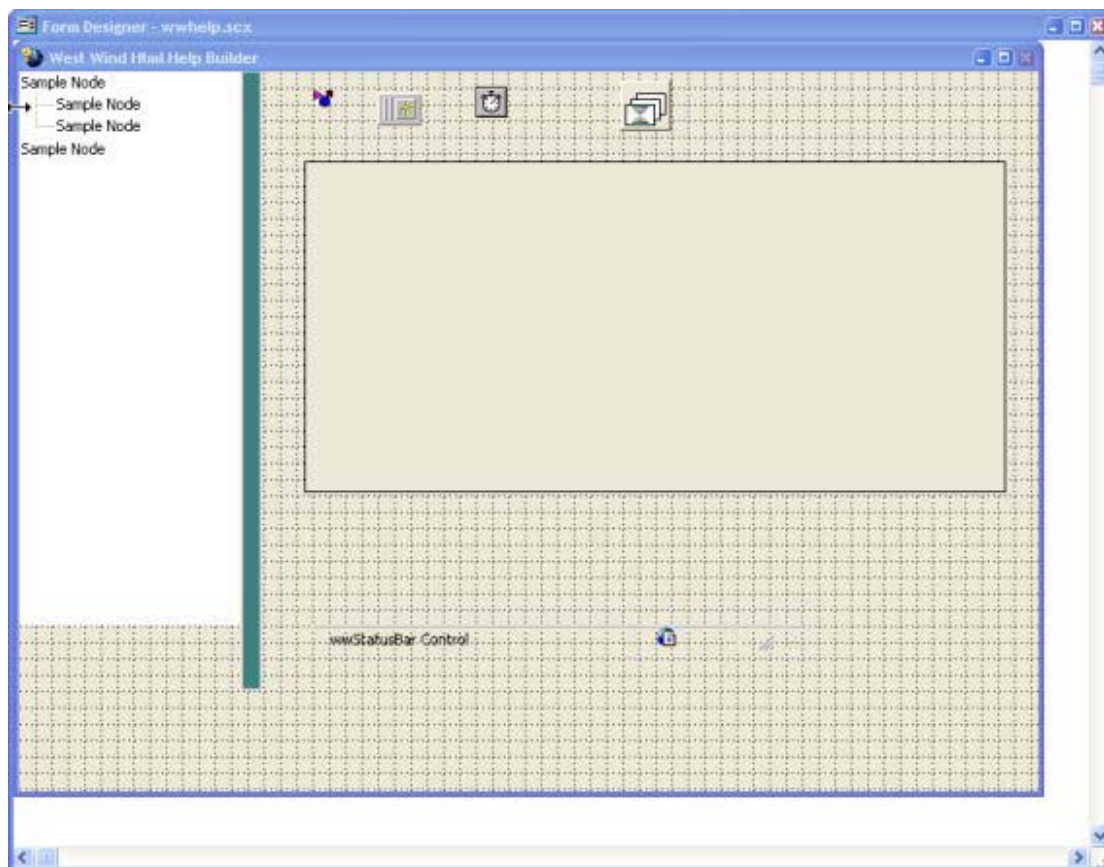 Form Designer - wwhelp.scx
West Wind Html Help Builder
Sample Node
Sample Node
Sample Node
Sample Node
wwStatusBar Control